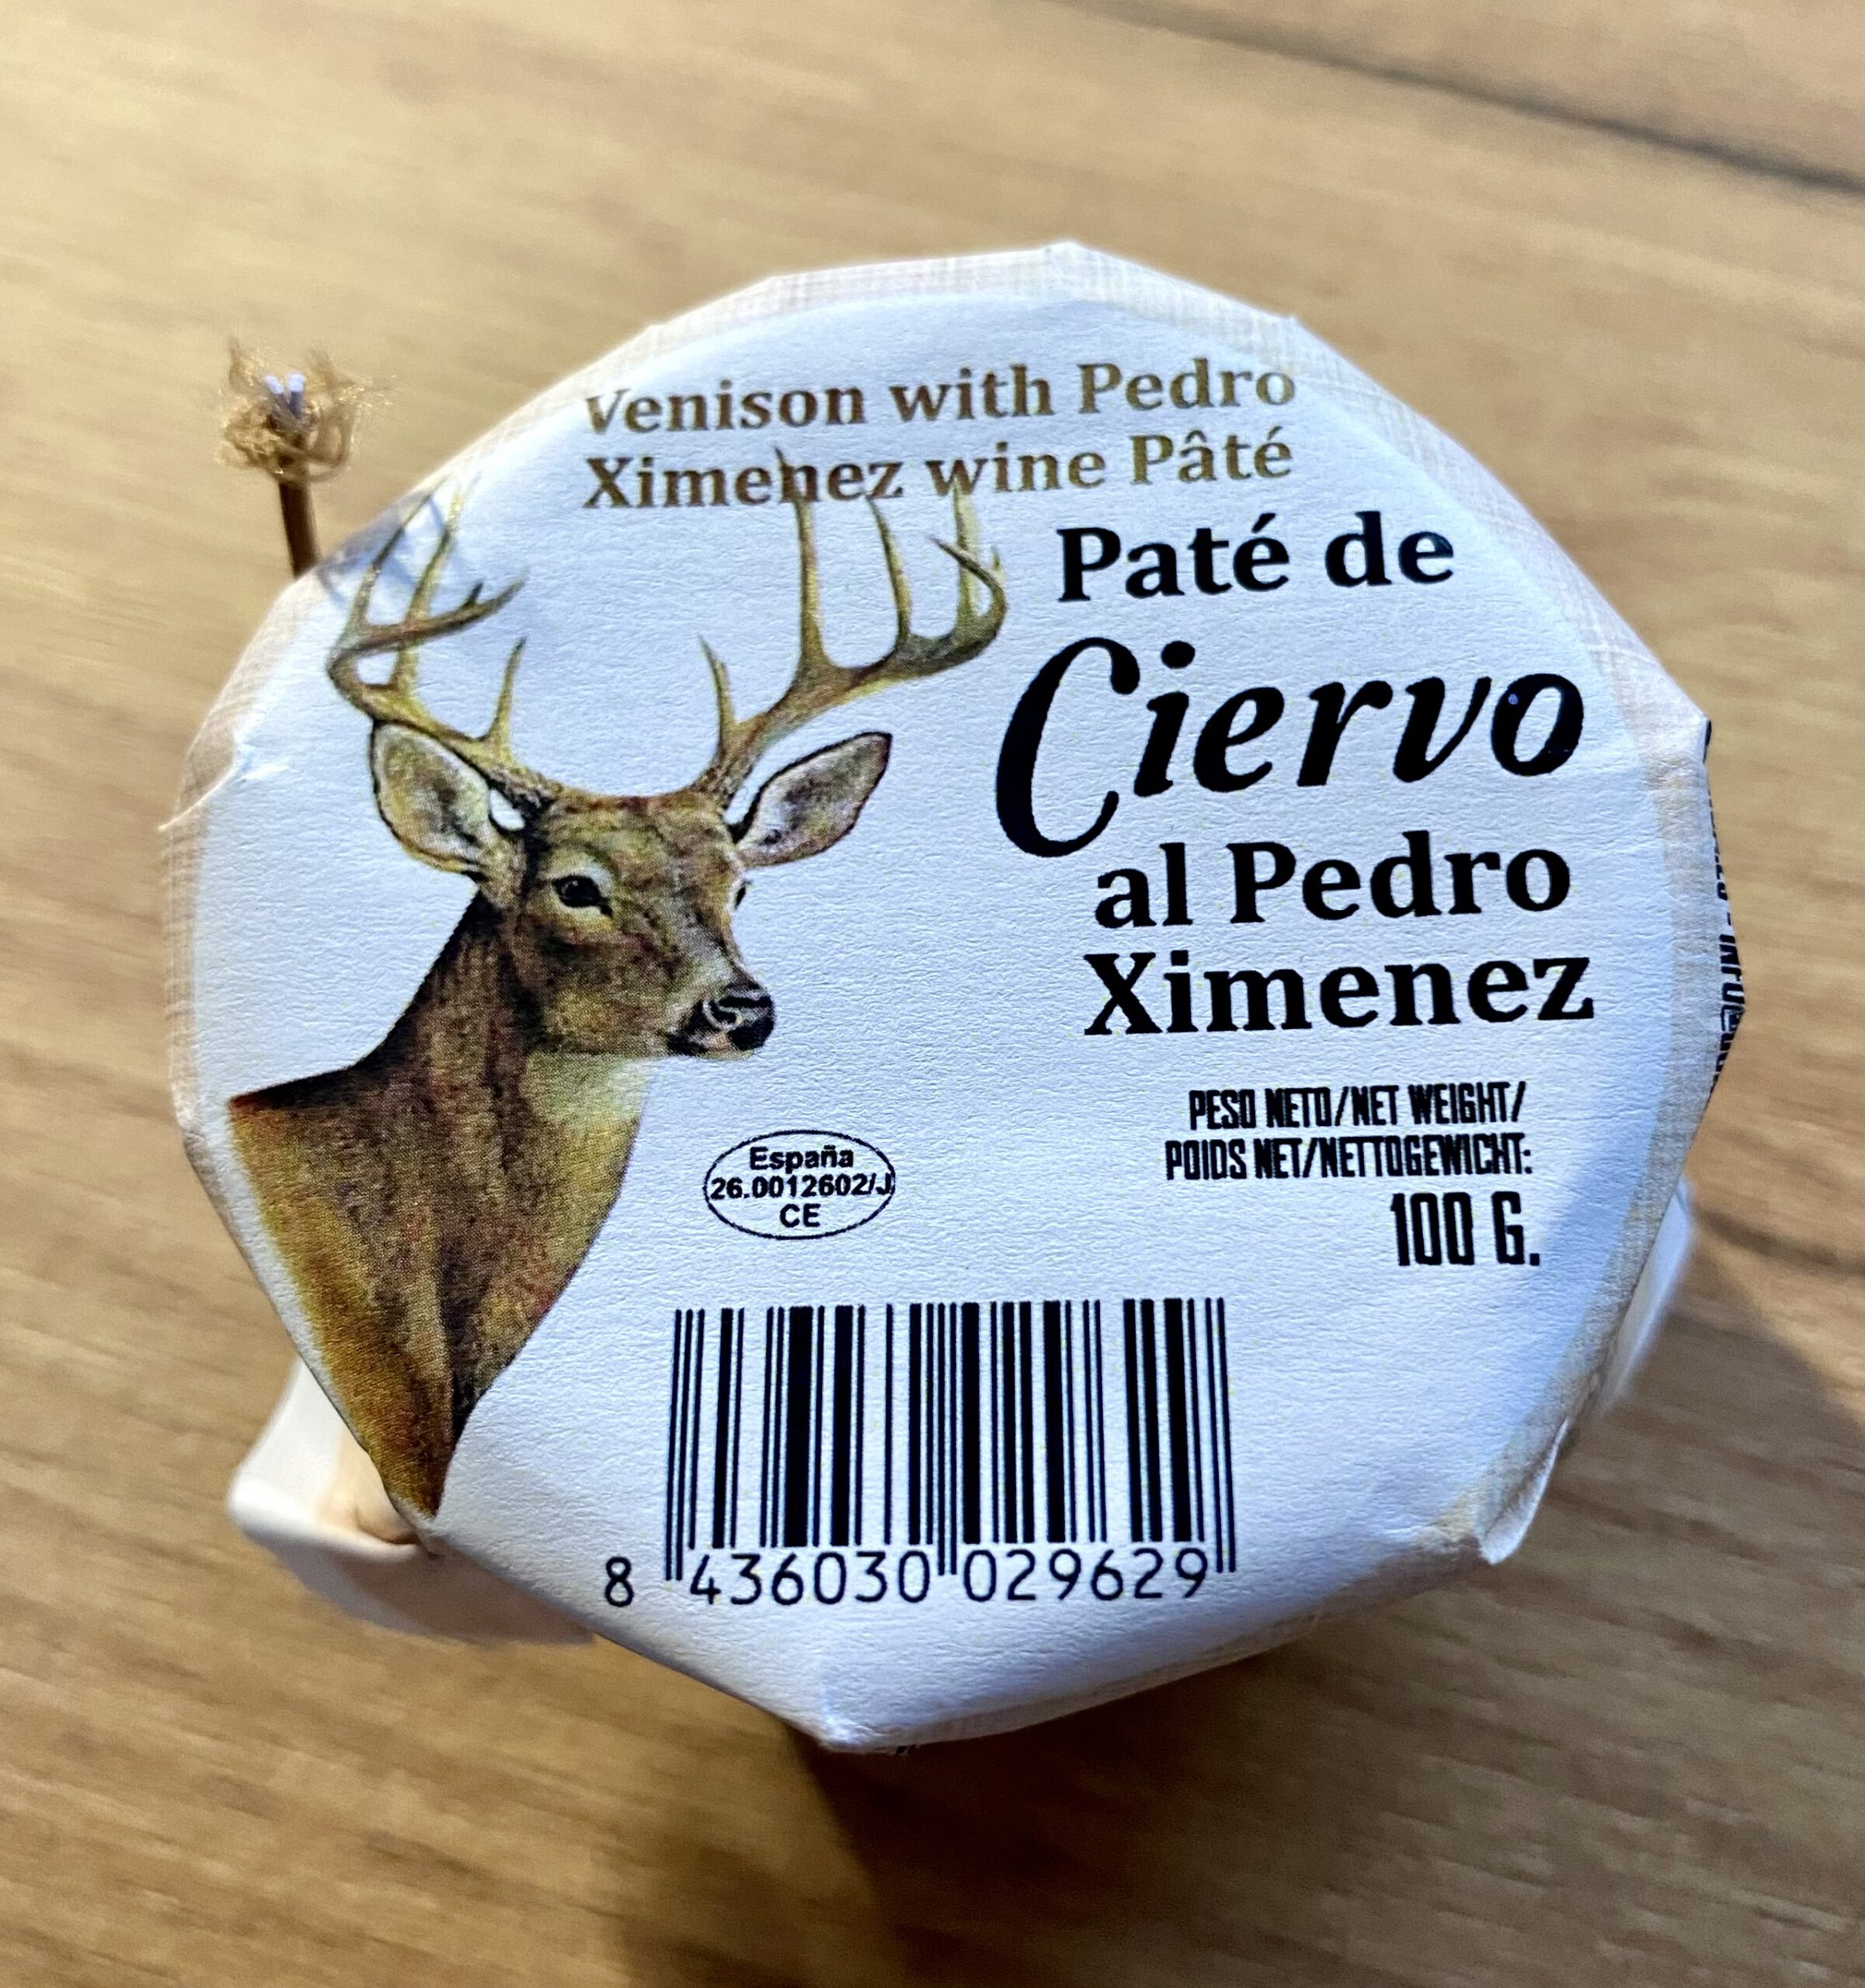 Venison with Pedro
Ximenez wine Pâté
Paté de
Ciervo
al Pedro
Ximenez
PESO NETO/NET WEIGHT/
POIDS NET/NETTOGEWICHT:
100 G.
España
26.0012602/J
CE
8 436030 029629